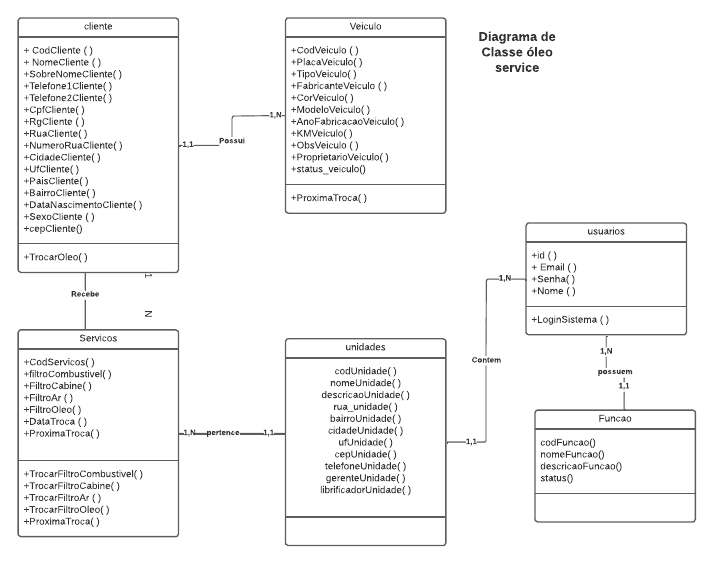 cliente
+ CodCliente ( )
+ NomeCliente ( )
+SobreNomeCliente( )
+Telefone1Cliente( )
+Telefone2Cliente( )
+CpfCliente( )
+RgCliente( )
+RuaCliente( )
+NumeroRuaCliente( )
+CidadeCliente( )
+UfCliente( )
+PaisCliente( )
+BairroCliente( )
+DataNascimentoCliente( )
+SexoCliente ( )
+cepCliente()
+TrocarOleo( )
1,1
Possui
1,N
Veiculo
+CodVeiculo ( )
+PlacaVeiculo( )
+TipoVeiculo( )
+FabricanteVeiculo ( )
+CorVeiculo( )
+ModeloVeiculo( )
+AnoFabricacaoVeiculo( )
+KMVeiculo( )
+ObsVeiculo ( )
+ProprietarioVeiculo( )
+status_veiculo()
+ProximaTroca( )
Diagrama de
Classe óleo
service
1
Recebe
N
Servicos
+CodServicos( )
+filtroCombustivel( )
+FiltroCabine( )
+FiltroAr ( )
+FiltroOleo( )
+DataTroca ( )
+ProximaTroca( )
+TrocarFiltroCombustivel( )
+TrocarFiltroCabine( )
+TrocarFiltroAr ( )
+TrocarFiltroOleo( )
+ProximaTroca( )
1,N
pertence
1,1
unidades
codUnidade( )
nomeUnidade( )
descricaoUnidade( )
rua_unidade( )
bairroUnidade( )
cidadeUnidade( )
ufUnidade( )
cepUnidade( )
telefoneUnidade( )
gerenteUnidade( )
librificadorUnidade( )
1,1
Contem
1,N
usuarios
+id ( )
+ Email ( )
+Senha( )
+Nome ( )
+LoginSistema ( )
1,N
possuem
1,1
Funcao
codFuncao()
nomeFuncao()
descricaoFuncao()
status()